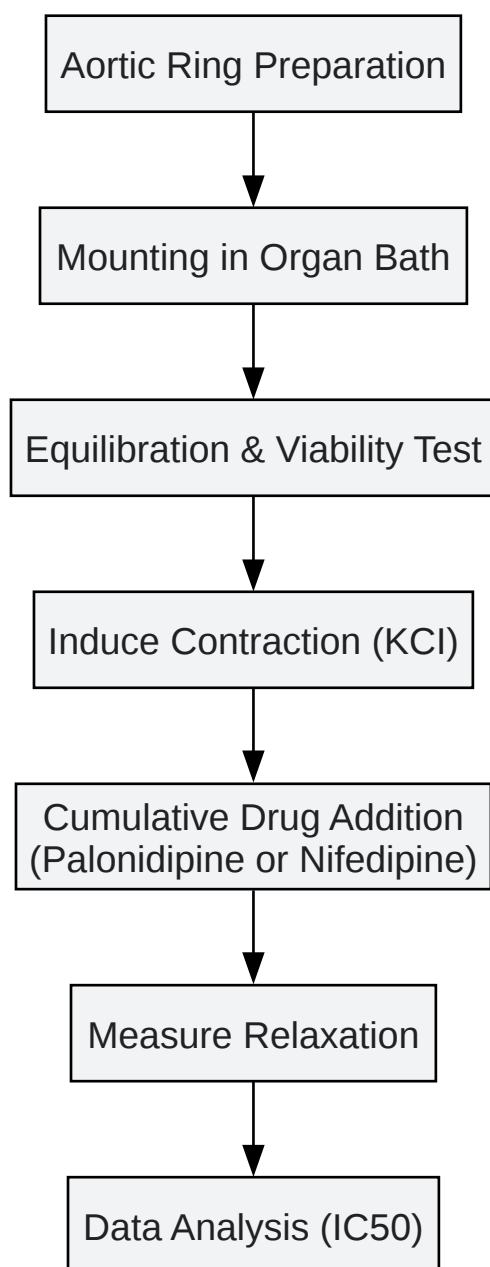 Aortic Ring Preparation
Mounting in Organ Bath
Equilibration & Viability Test
Induce Contraction (KCl)
Cumulative Drug Addition
(Palonidipine or Nifedipine)
Measure Relaxation
Data Analysis (IC50)